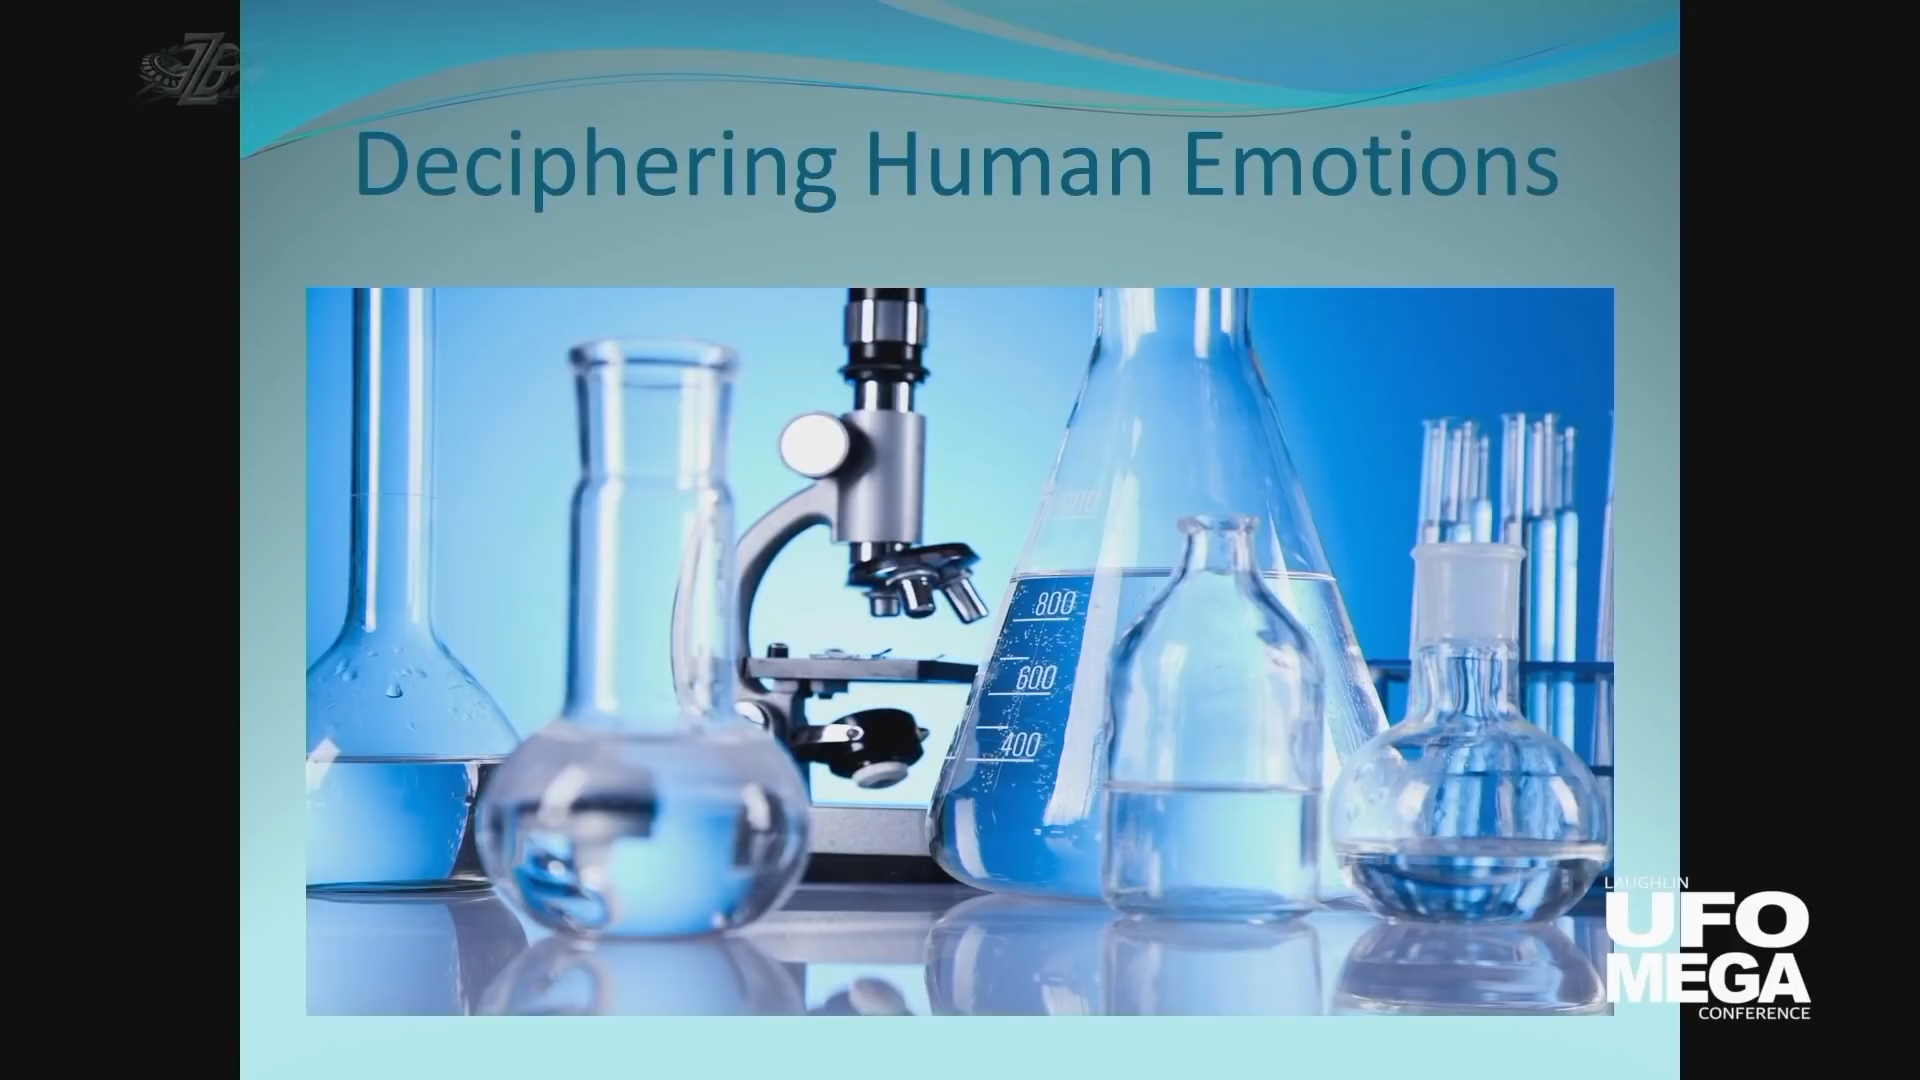 Deciphering Human Emotions
800
600
400
LAUGHLIN
UFO
MEGA
CONFERENCE